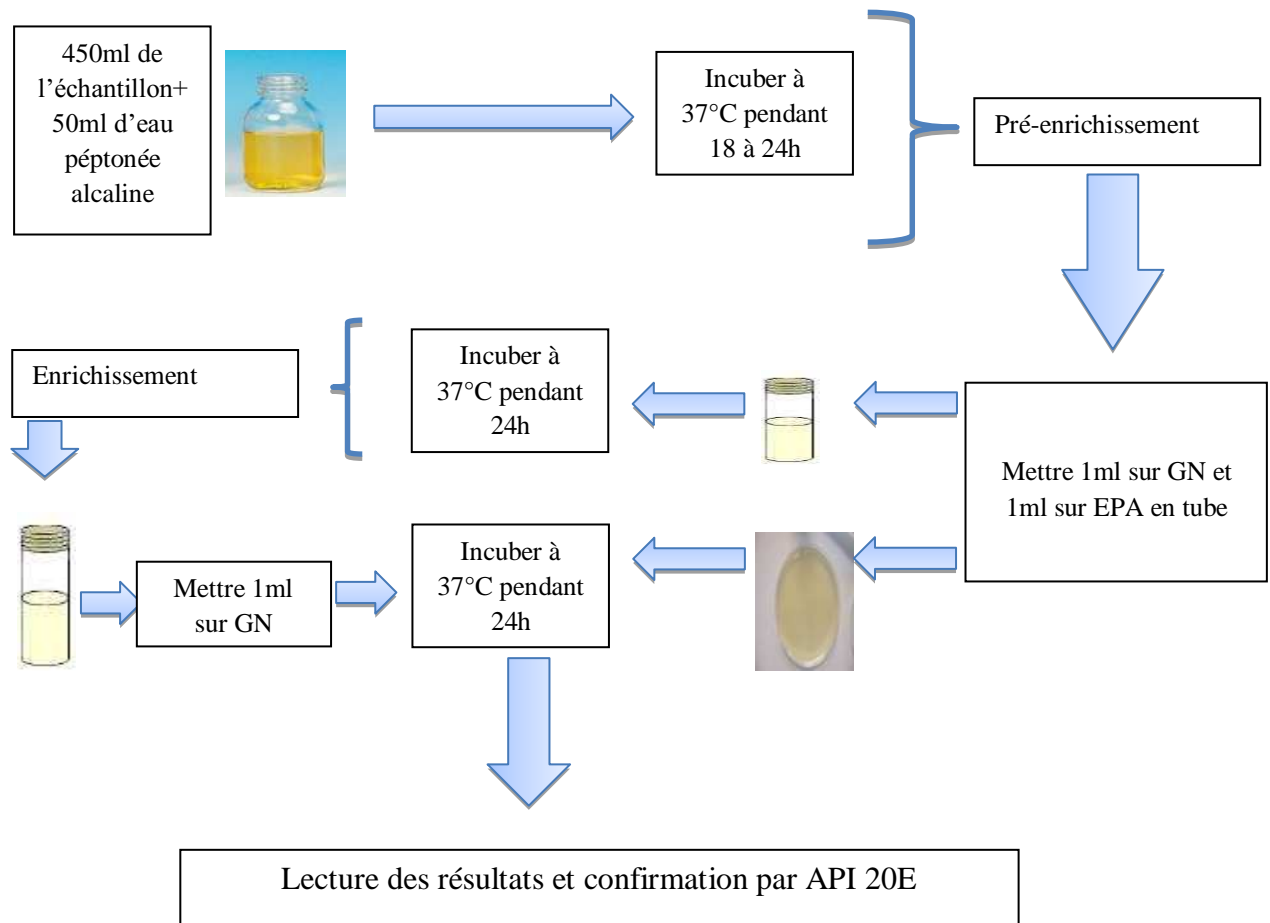 450ml de
l’échantillon+
50ml d’eau
péptonée
alcaline
Incuber à
37°C pendant
18 à 24h
Pré-enrichissement
Enrichissement
Incuber à
37°C pendant
24h
Mettre 1ml sur GN et
1ml sur EPA en tube
Mettre 1ml
sur GN
Incuber à
37°C pendant
24h
Lecture des résultats et confirmation par API 20E